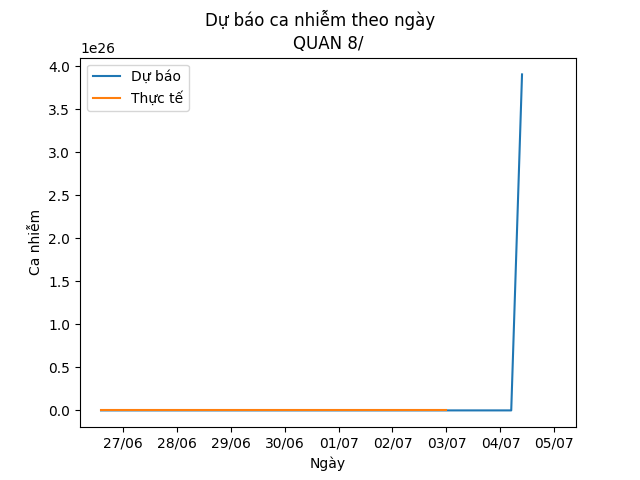 Dự báo ca nhiễm theo ngày
QUAN 8/
1e26
Dự báo
Thực tế
4.0
3.5
3.0
2.5
2.0
1.5
1.0
0.5
0.0
Ca nhiễm
27/06 28/06 29/06 30/06 01/07 02/07 03/07 04/07 05/07
Ngày